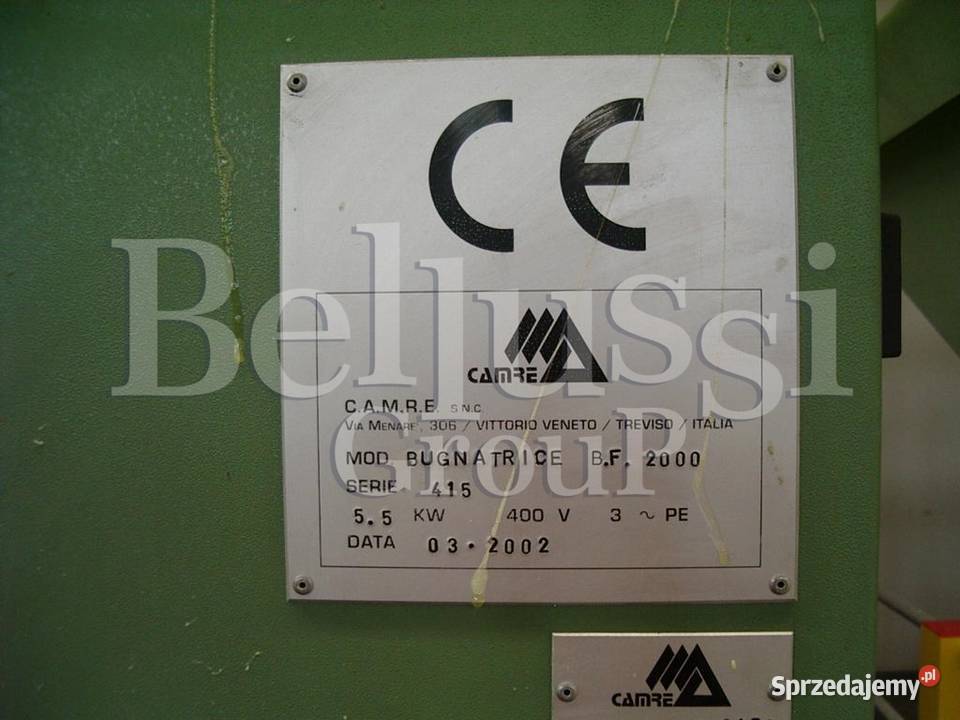 CE
Bellussi
GrouP
CAMRE
C.A.M.R.E. S N.C.
VIA MENARE', 306 / VITTORIO VENETO / TREVISO / ITALIA
MOD. BUGNATRICE B.F. 2000
SERIE 415
5.5 KW 400 V 3 ~ PE
DATA 03·2002
CAMRE
Sprzedajemy.pl